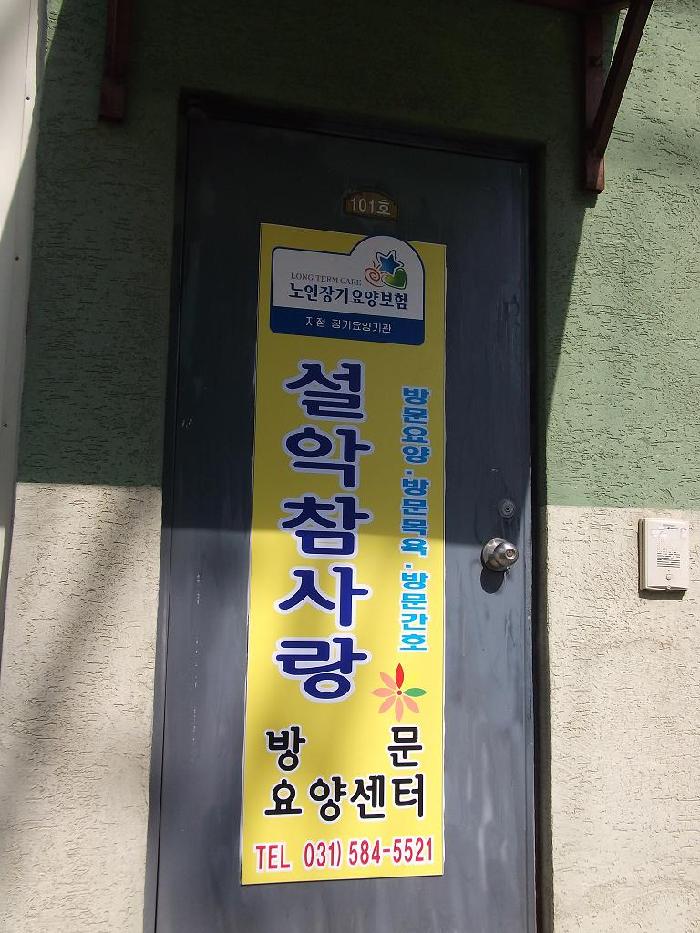 101호
LONG TERM CARE
노인장기요양보험
지정 장기요양기관
설악참사랑
방문요양·방문목욕·방문간호
방문
요양센터
TEL 031) 584-5521